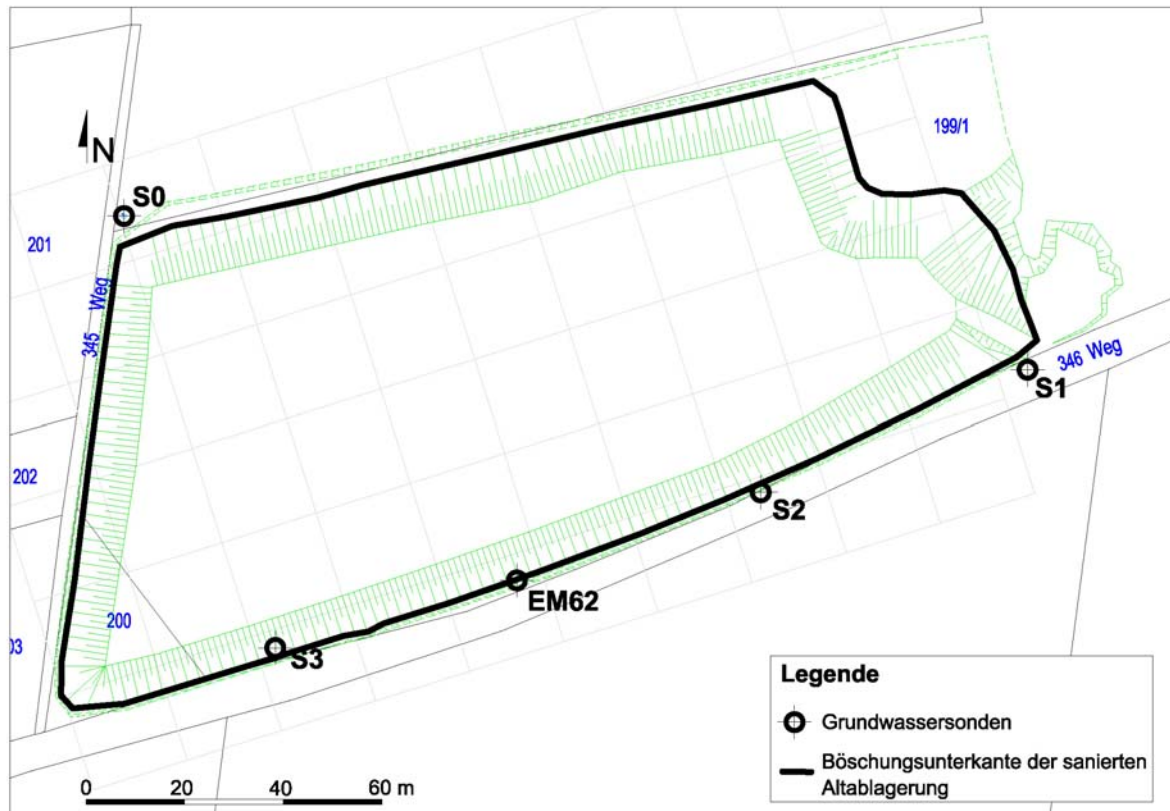 199/1
N
S0
201
345 Weg
346 Weg
S1
202
S2
EM62
200
03
S3
Legende
Grundwassersonden
Böschungsunterkante der sanierten
Altablagerung
0 20 40 60 m